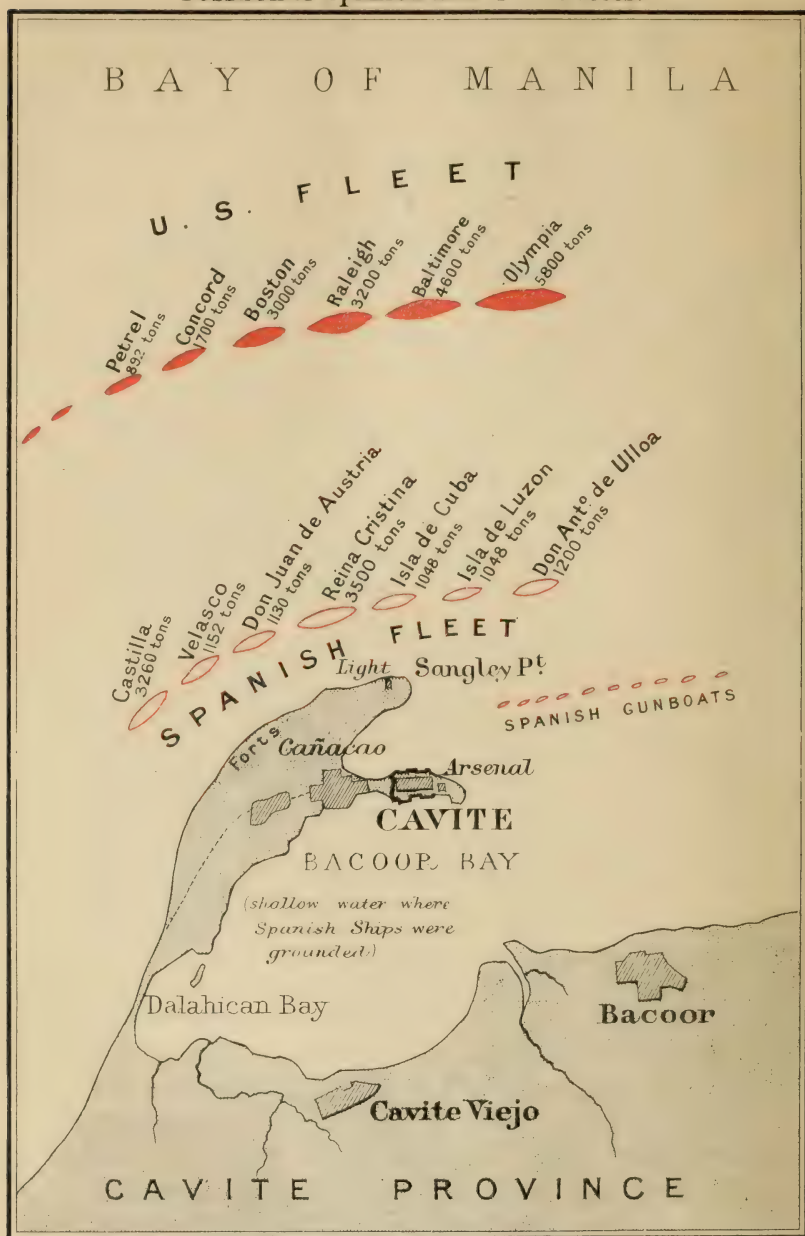 BAY OF MANILA
U.S. FLEET
Petrel
892 tons
Concord
1700 tons
Boston
3000 tons
Raleigh
3200 tons
Baltimore
4600 tons
Olympia
5800 tons
Castilla
3260 tons
Velasco
1152 tons
Don Juan de Austria
1130 tons
Reina Cristina
3500 tons
Isla de Cuba
1048 tons
Isla de Luzon
1048 tons
Don Antº de Ulloa
1200 tons
SPANISH FLEET
Light
Sangley Pt.
SPANISH GUNBOATS
Forts
Cañacao
Arsenal
CAVITE
BACOOR BAY
(shallow water where
Spanish Ships were
grounded)
Dalahican Bay
Bacoor
Cavite Viejo
CAVITE PROVINCE